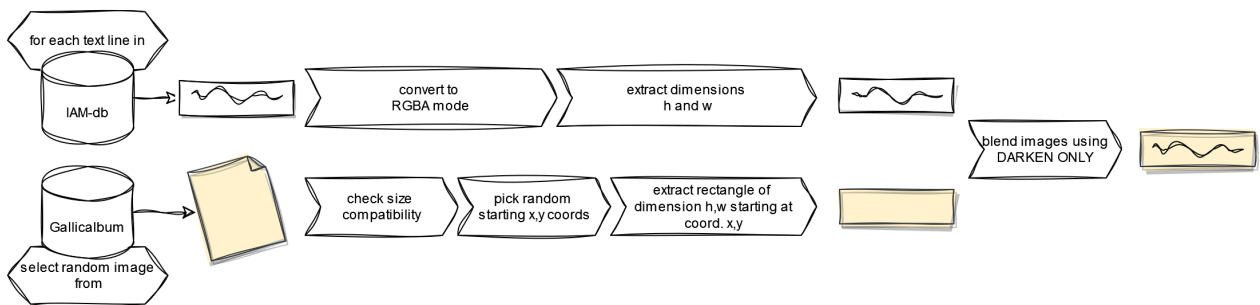 for each text line in
IAM-db
convert to
RGBA mode
extract dimensions
h and w
Gallicalbum
select random image
from
check size
compatibility
pick random
starting x,y coords
extract rectangle of
dimension h,w starting at
coord. x,y
blend images using
DARKEN ONLY